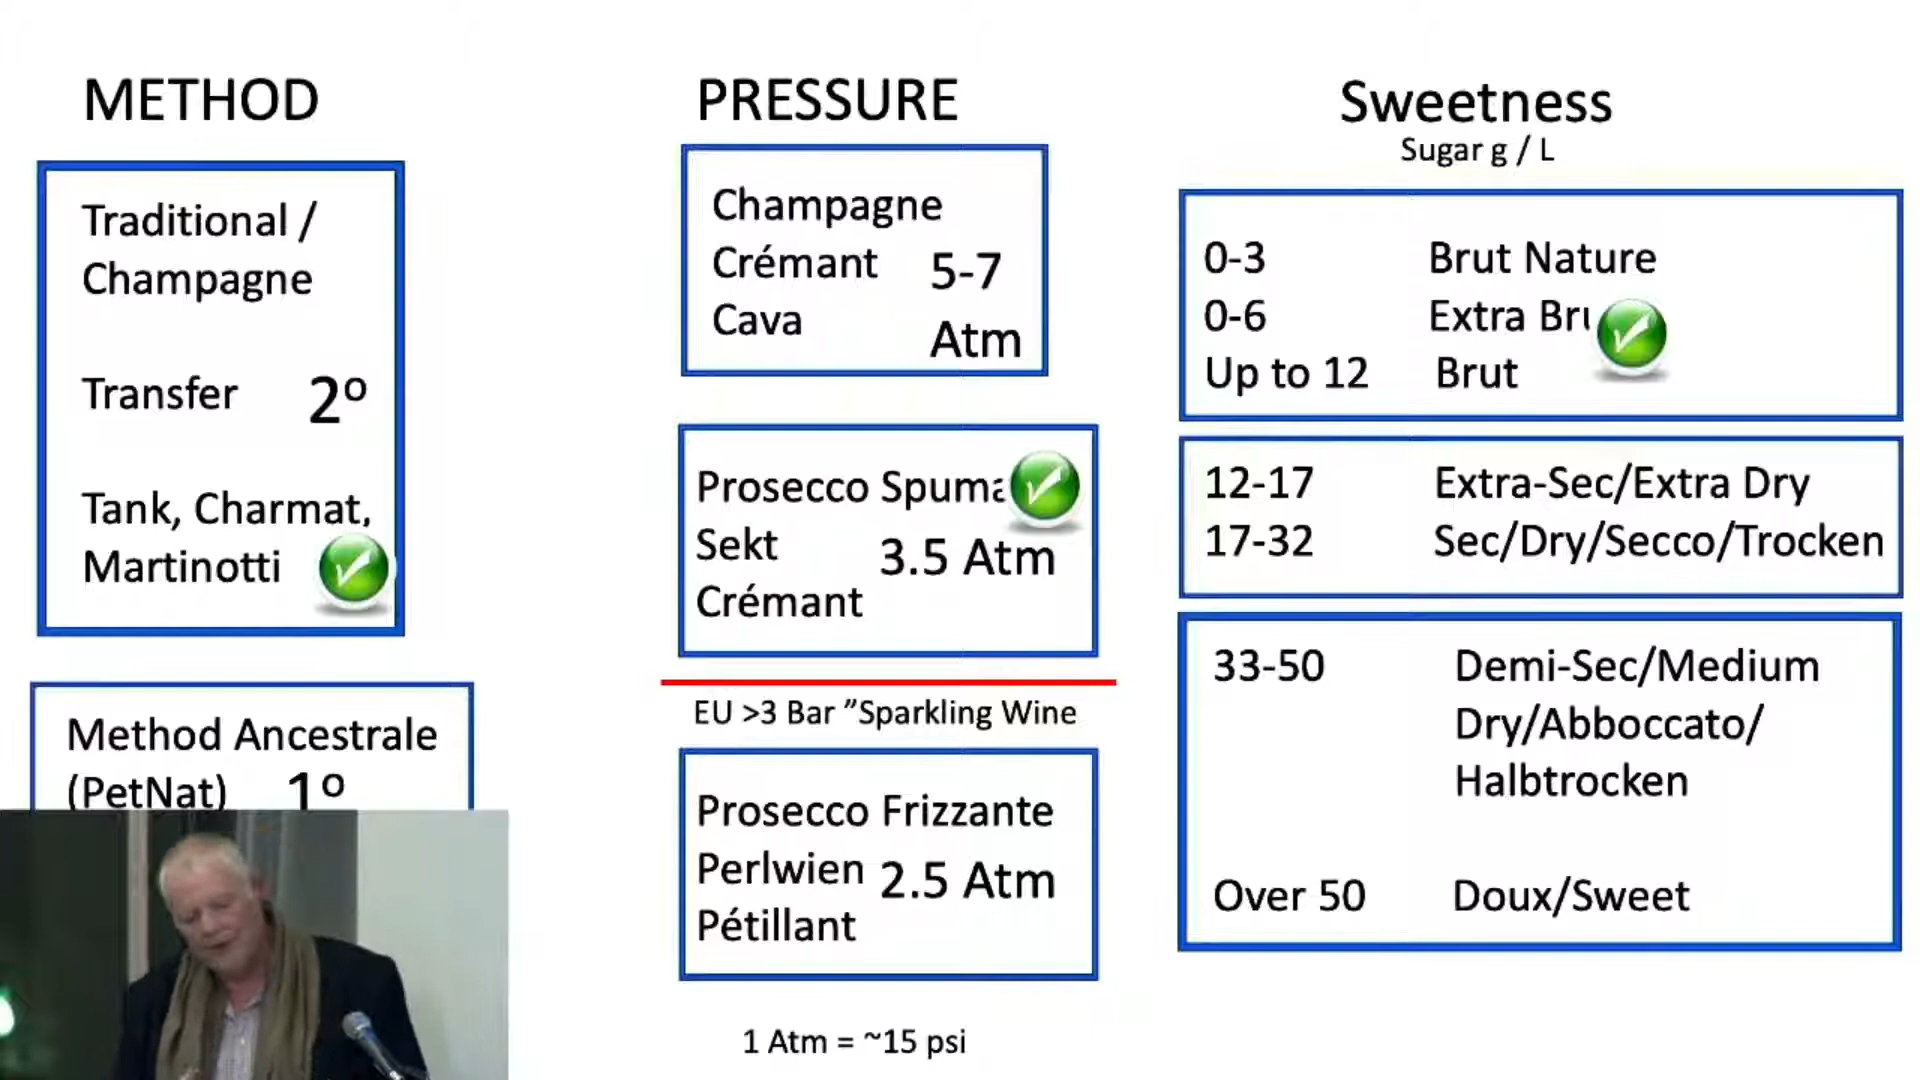 METHOD
Traditional /
Champagne
Transfer 2º
Tank, Charmat,
Martinotti
Method Ancestrale
(PetNat) 1º
PRESSURE
Champagne
Crémant 5-7
Cava Atm
Prosecco
Sekt 3.5 Atm
Crémant
EU >3 Bar ”Sparkling Wine
Prosecco Frizzante
Perlwien 2.5 Atm
Pétillant
1 Atm = ~15 psi
Sweetness
Sugar g / L
0-3 Brut Nature
0-6 Extra
Up to 12 Brut
12-17 Extra-Sec/Extra Dry
17-32 Sec/Dry/Secco/Trocken
33-50 Demi-Sec/Medium
Dry/Abboccato/
Halbtrocken
Over 50 Doux/Sweet